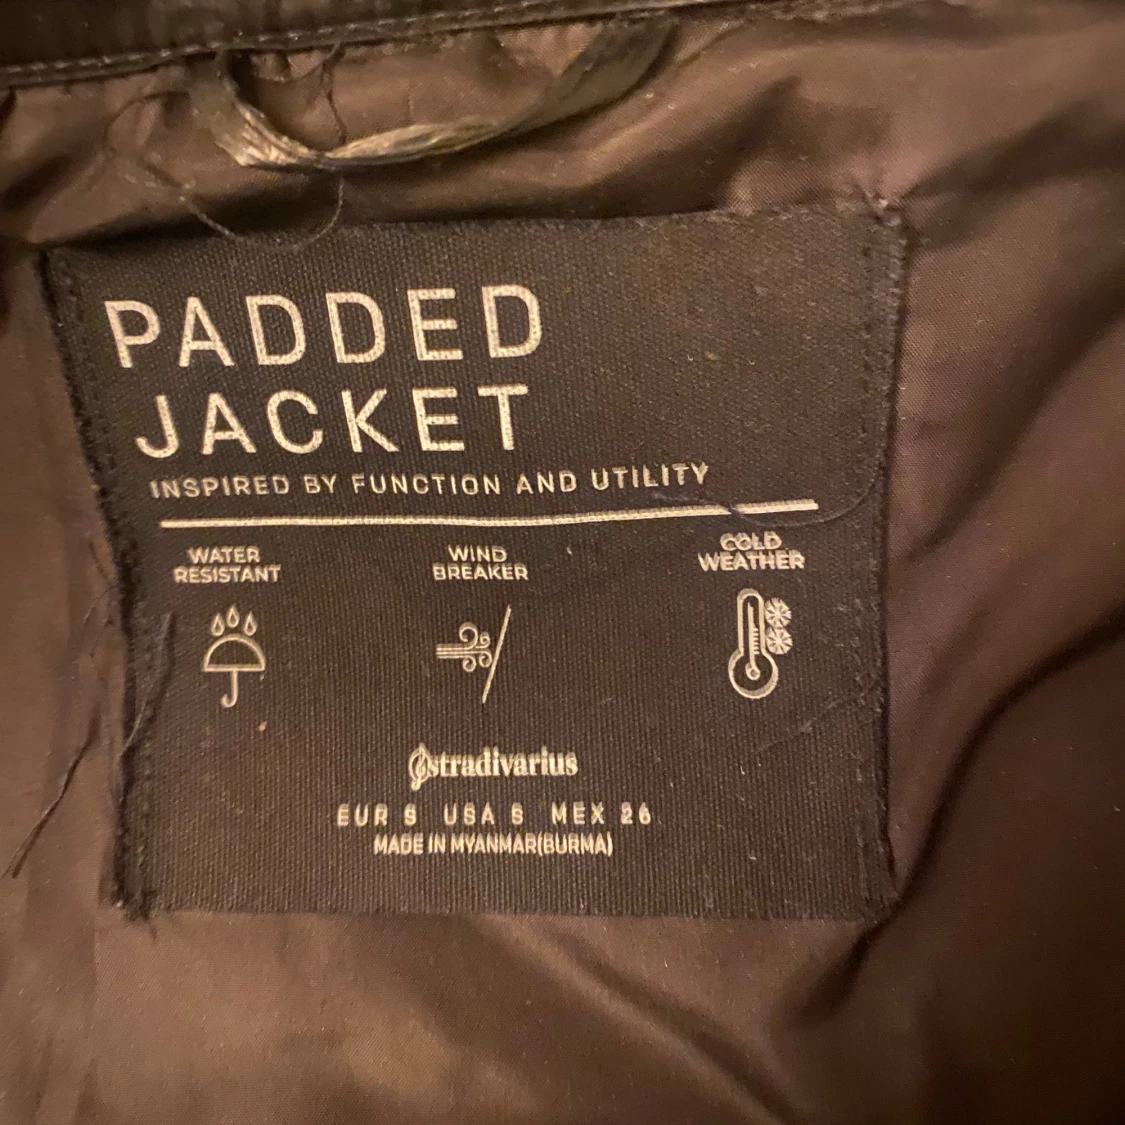 PADDED
JACKET
INSPIRED BY FUNCTION AND UTILITY
WATER
RESISTANT
WIND
BREAKER
COLD
WEATHER
stradivarius
EUR S USA S MEX 26
MADE IN MYANMAR(BURMA)